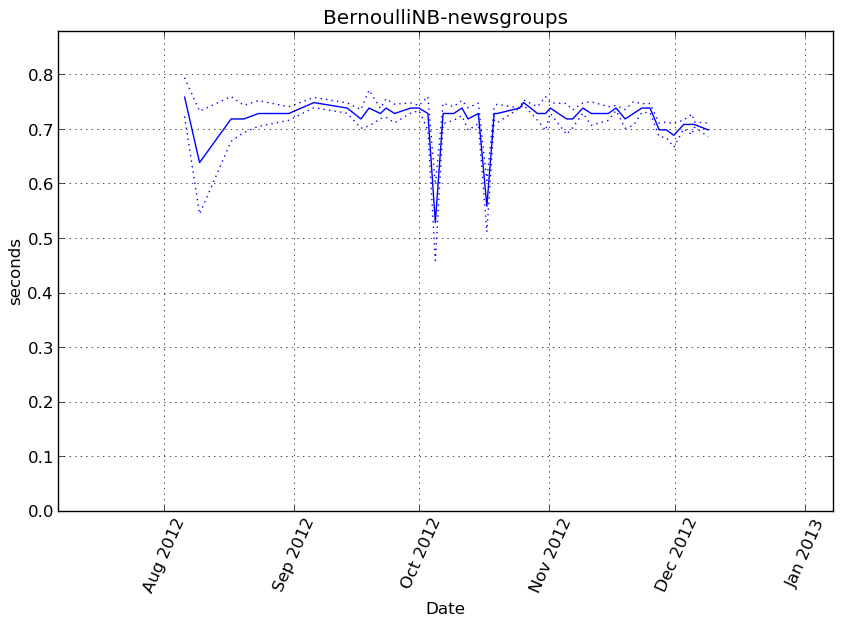 BernoulliNB-newsgroups
0.8
0.7
0.6
0.5
0.4
0.3
0.2
0.1
0.0
seconds
Aug 2012
Sep 2012
Oct 2012
Nov 2012
Dec 2012
Jan 2013
Date